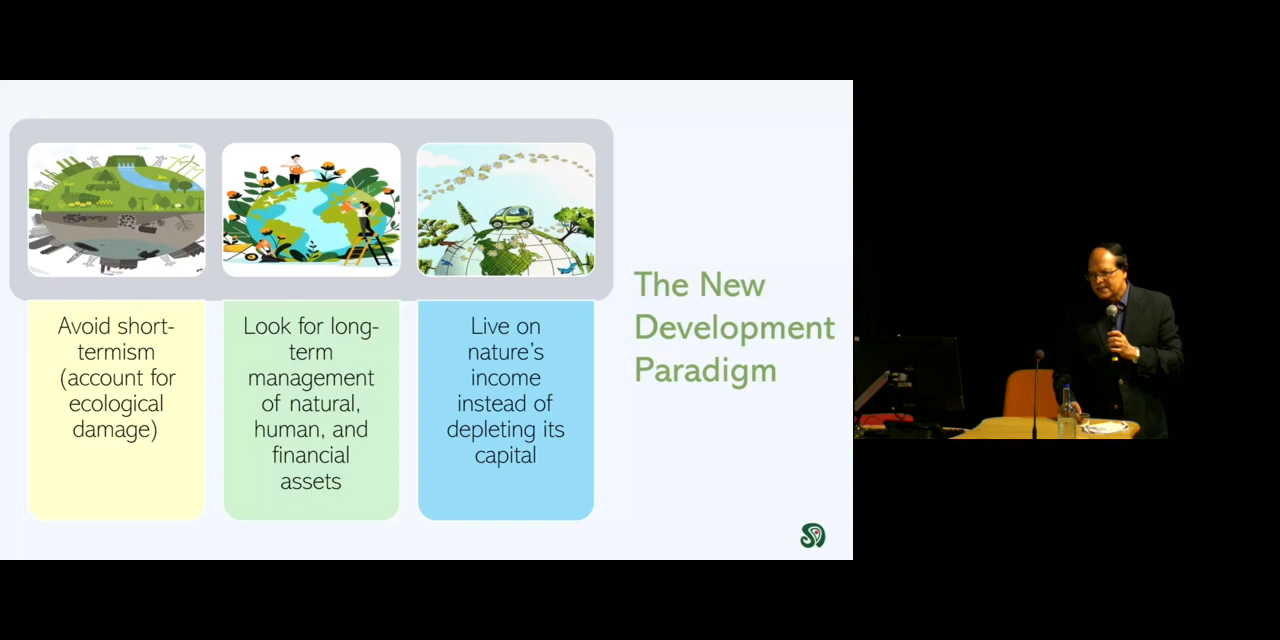 Avoid short-
termism
(account for
ecological
damage)
Look for long-
term
management
of natural,
human, and
financial
assets
Live on
nature's
income
instead of
depleting its
capital
The New
Development
Paradigm